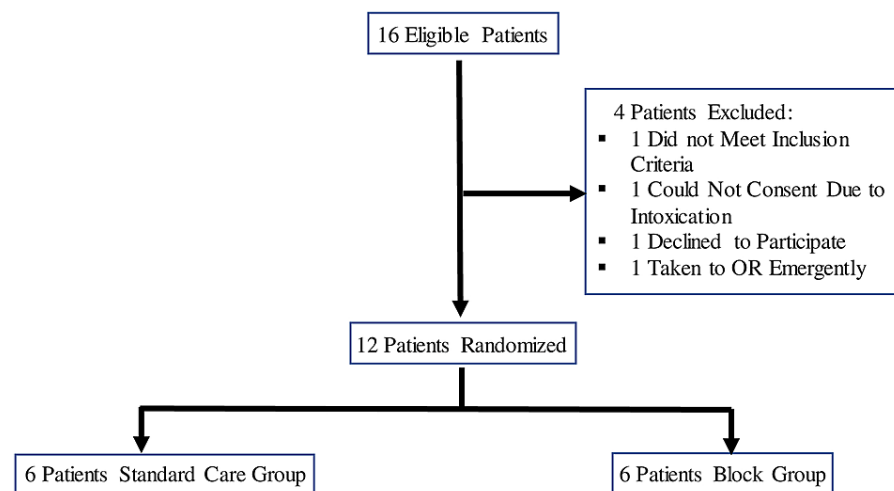 16 Eligible Patients
4 Patients Excluded:
▪ 1 Did not Meet Inclusion
Criteria
▪ 1 Could Not Consent Due to
Intoxication
▪ 1 Declined to Participate
▪ 1 Taken to OR Emergently
12 Patients Randomized
6 Patients Standard Care Group
6 Patients Block Group